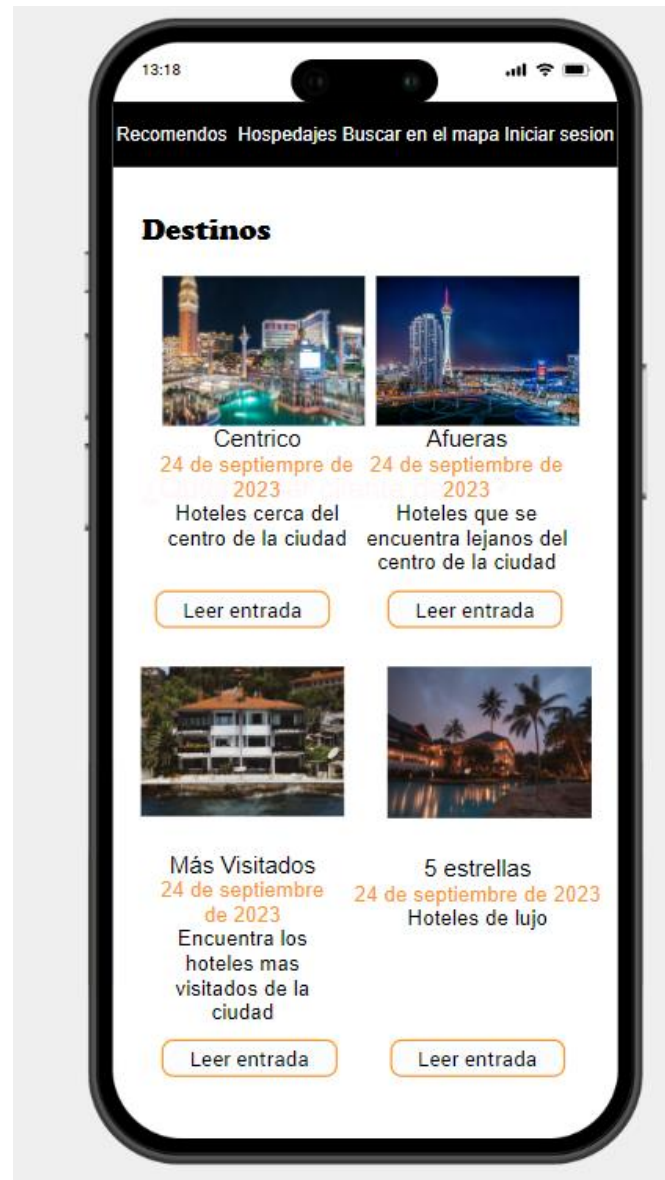 13:18
Recomendos Hospedajes Buscar en el mapa Iniciar sesion
Destinos
Centrico
24 de septiempre de
2023
Hoteles cerca del
centro de la ciudad
Leer entrada
Afueras
24 de septiembre de
2023
Hoteles que se
encuentra lejanos del
centro de la ciudad
Leer entrada
Más Visitados
24 de septiembre
de 2023
Encuentra los
hoteles mas
visitados de la
ciudad
Leer entrada
5 estrellas
24 de septiembre de 2023
Hoteles de lujo
Leer entrada